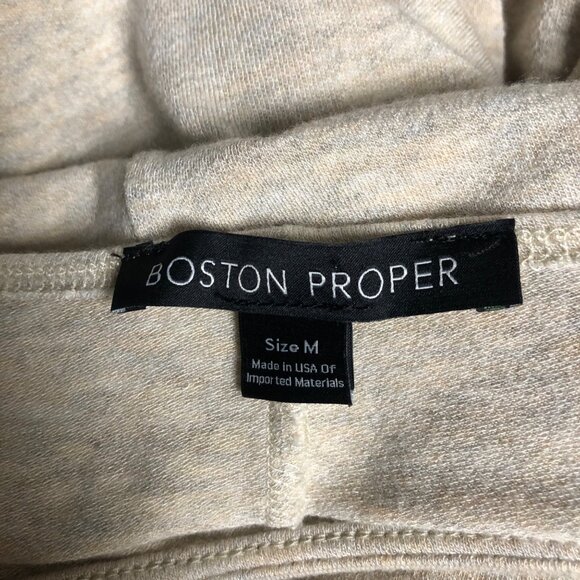 BOSTON PROPER
Size M
Made in USA Of
Imported Materials